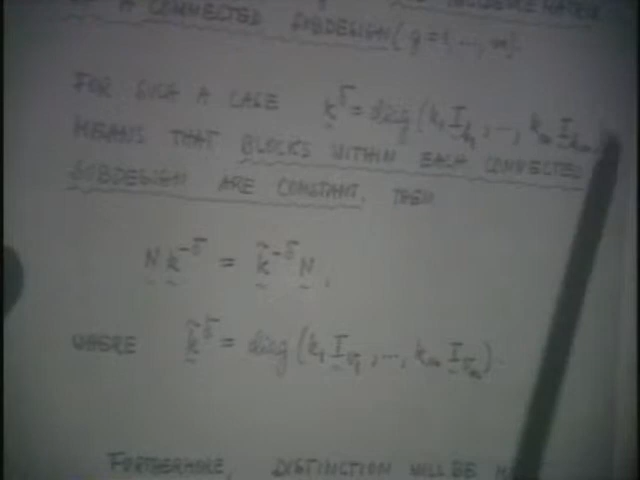 OF A CONNECTED SUBDESIGN (g = 1, ..., m).
FOR SUCH A CASE k^δ = diag(k₁ I_b₁, ..., kₘ I_bₘ)
MEANS THAT BLOCKS WITHIN EACH CONNECTED
SUBDESIGN ARE CONSTANT, THEN
N k^-δ = k̃^-δ N,
WHERE k̃^δ = diag(k₁ I_v₁, ..., kₘ I_vₘ).
FURTHERMORE, DISTINCTION WILL BE